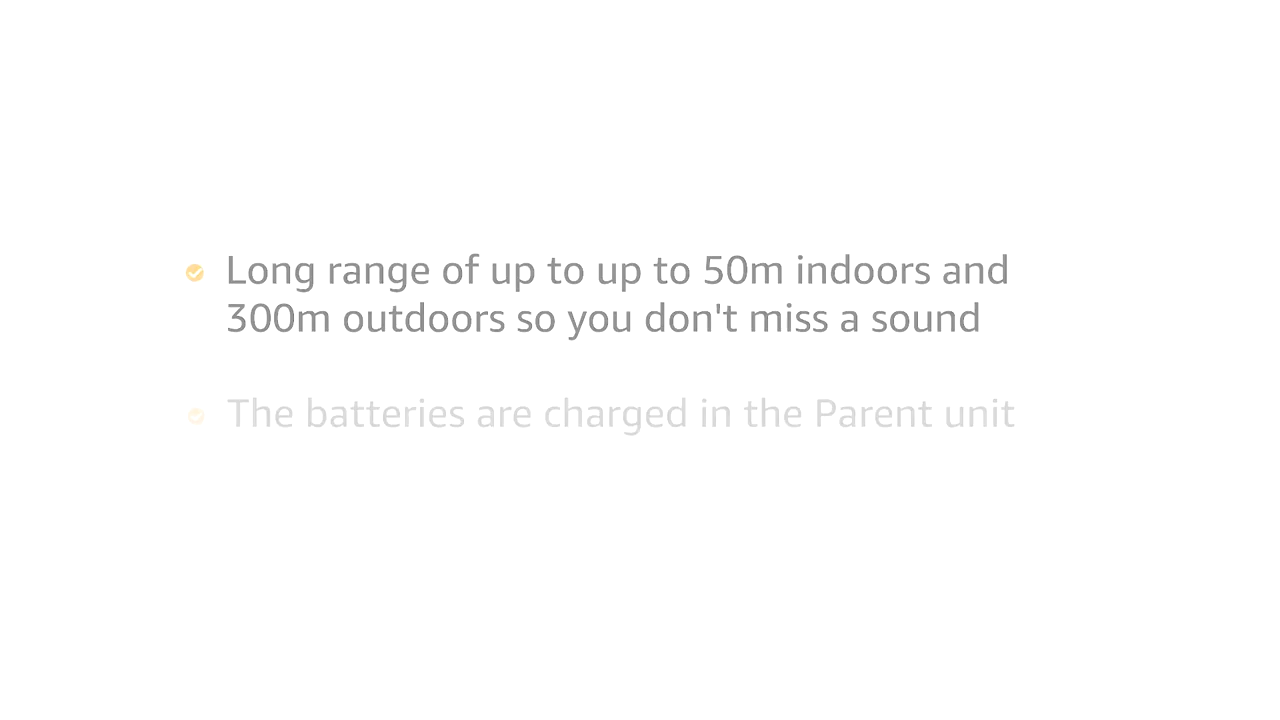 Long range of up to up to 50m indoors and
300m outdoors so you don't miss a sound
The batteries are charged in the Parent unit